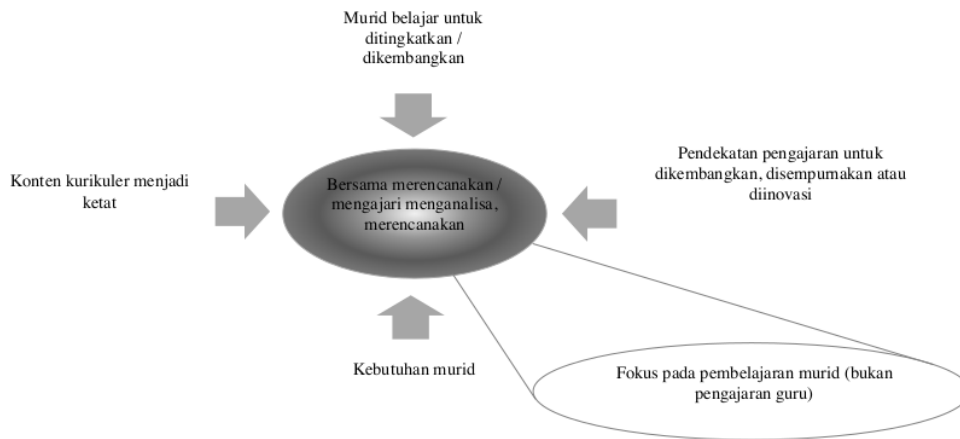 Murid belajar untuk
ditingkatkan /
dikembangkan
Konten kurikuler menjadi
ketat
Bersama merencanakan /
mengajari menganalisa,
merencanakan
Pendekatan pengajaran untuk
dikembangkan, disempurnakan atau
diinovasi
Kebutuhan murid
Fokus pada pembelajaran murid (bukan
pengajaran guru)